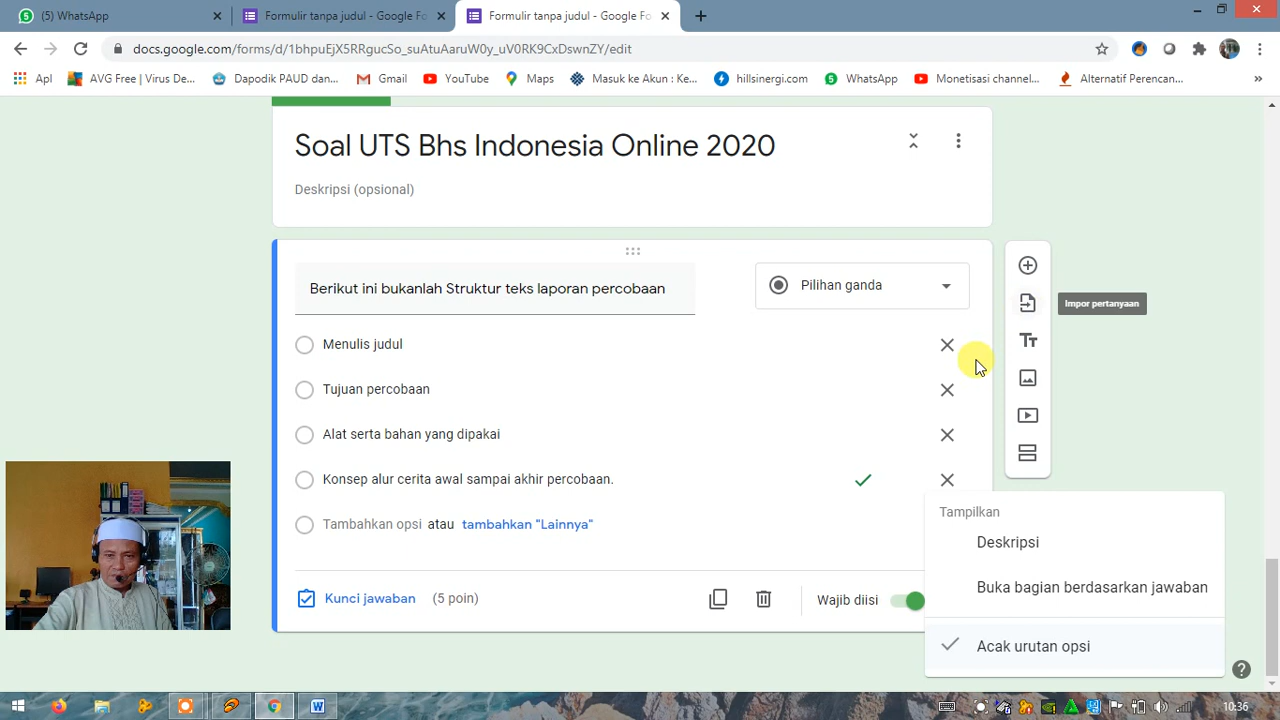 (5) WhatsApp
Formulir tanpa judul - Google Fo
Formulir tanpa judul - Google Fo
docs.google.com/forms/d/1bhpuEjX5RRgucSo_suAtuAaruW0y_uV0RK9CxDswnZY/edit
Apl
AVG Free | Virus De...
Dapodik PAUD dan...
Gmail
YouTube
Maps
Masuk ke Akun : Ke...
hillsinergi.com
WhatsApp
Monetisasi channel...
Alternatif Perencan...
Soal UTS Bhs Indonesia Online 2020
Deskripsi (opsional)
Berikut ini bukanlah Struktur teks laporan percobaan
Pilihan ganda
Impor pertanyaan
Menulis judul
Tujuan percobaan
Alat serta bahan yang dipakai
Konsep alur cerita awal sampai akhir percobaan.
Tambahkan opsi atau tambahkan "Lainnya"
Tampilkan
Deskripsi
Buka bagian berdasarkan jawaban
Acak urutan opsi
Kunci jawaban (5 poin)
Wajib diisi
10:36